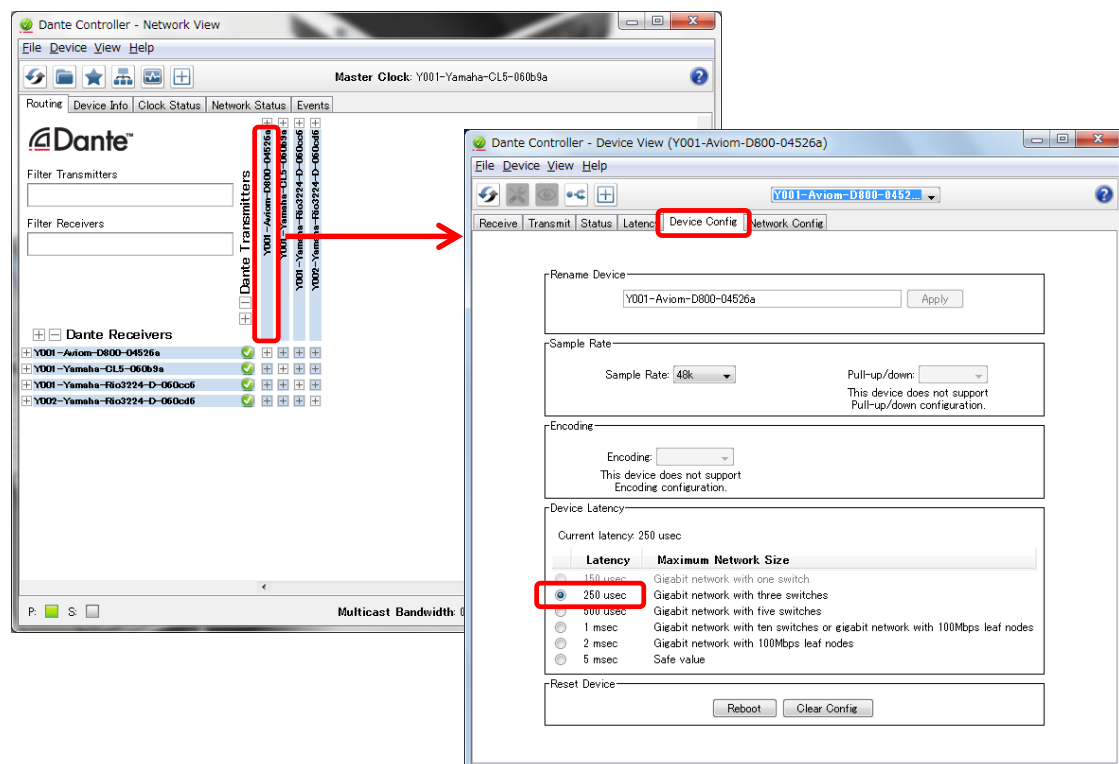 Dante Controller - Network View
File Device View Help
Master Clock: Y001-Yamaha-CL5-060b9a
Routing Device Info Clock Status Network Status Events
Dante™
Filter Transmitters
Filter Receivers
Dante Transmitters
Y001-Aviom-D800-04526a
Y001-Yamaha-CL5-060b9a
Y001-Yamaha-Rio3224-D-060cc6
Y002-Yamaha-Rio3224-D-060cd6
Dante Receivers
Y001-Aviom-D800-04526a
Y001-Yamaha-CL5-060b9a
Y001-Yamaha-Rio3224-D-060cc6
Y002-Yamaha-Rio3224-D-060cd6
P: S:
Multicast Bandwidth: 0
Dante Controller - Device View (Y001-Aviom-D800-04526a)
File Device View Help
Y001-Aviom-D800-0452...
Receive Transmit Status Latency Device Config Network Config
Rename Device
Y001-Aviom-D800-04526a Apply
Sample Rate
Sample Rate: 48k Pull-up/down:
This device does not support
Pull-up/down configuration.
Encoding
Encoding:
This device does not support
Encoding configuration.
Device Latency
Current latency: 250 usec
Latency Maximum Network Size
150 usec Gigabit network with one switch
250 usec Gigabit network with three switches
500 usec Gigabit network with five switches
1 msec Gigabit network with ten switches or gigabit network with 100Mbps leaf nodes
2 msec Gigabit network with 100Mbps leaf nodes
5 msec Safe value
Reset Device
Reboot Clear Config